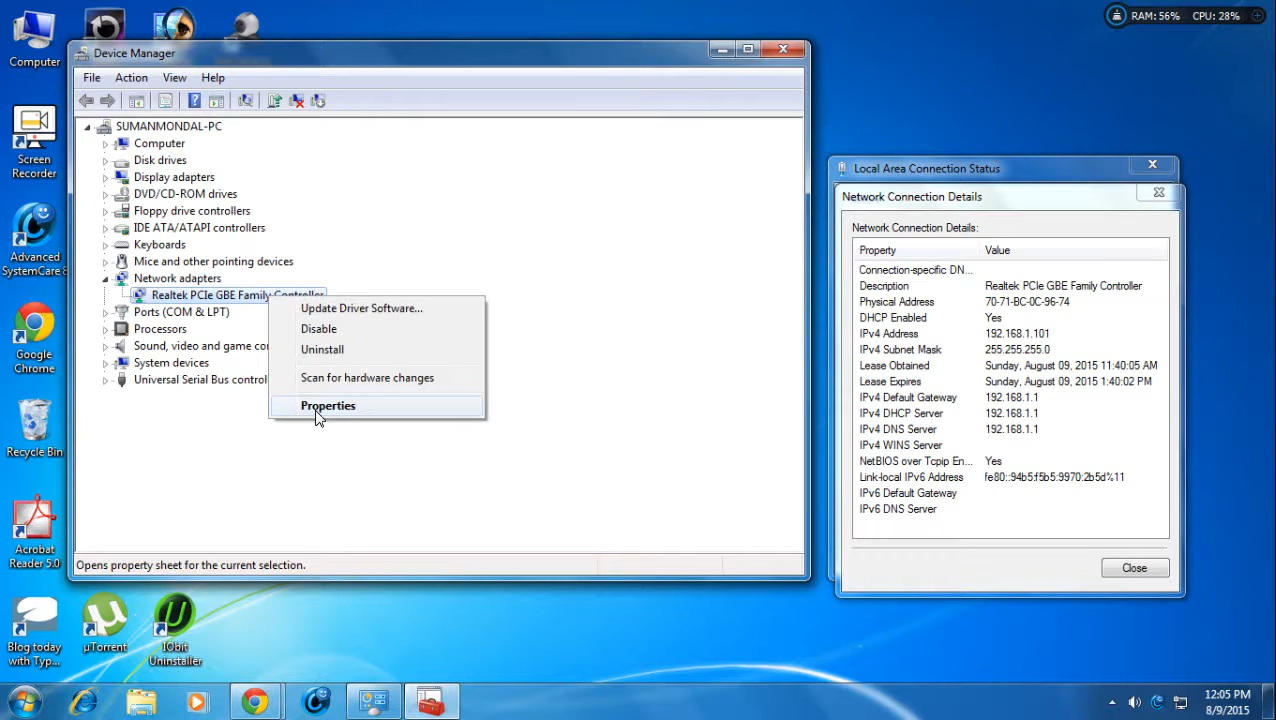 RAM: 56% CPU: 28%
Computer
Device Manager
File Action View Help
SUMANMONDAL-PC
Computer
Disk drives
Display adapters
DVD/CD-ROM drives
Floppy drive controllers
IDE ATA/ATAPI controllers
Keyboards
Mice and other pointing devices
Network adapters
Realtek PCIe GBE Family Controller
Ports (COM & LPT)
Processors
Sound, video and game co
System devices
Universal Serial Bus control
Update Driver Software...
Disable
Uninstall
Scan for hardware changes
Properties
Opens property sheet for the current selection.
Local Area Connection Status
Network Connection Details
Network Connection Details:
Property Value
Connection-specific DN...
Description Realtek PCIe GBE Family Controller
Physical Address 70-71-BC-0C-96-74
DHCP Enabled Yes
IPv4 Address 192.168.1.101
IPv4 Subnet Mask 255.255.255.0
Lease Obtained Sunday, August 09, 2015 11:40:05 AM
Lease Expires Sunday, August 09, 2015 1:40:02 PM
IPv4 Default Gateway 192.168.1.1
IPv4 DHCP Server 192.168.1.1
IPv4 DNS Server 192.168.1.1
IPv4 WINS Server
NetBIOS over Tcpip En... Yes
Link-local IPv6 Address fe80::94b5:f5b5:9970:2b5d%11
IPv6 Default Gateway
IPv6 DNS Server
Close
Screen
Recorder
Advanced
SystemCare 8
Google
Chrome
Recycle Bin
Acrobat
Reader 5.0
Blog today
with Typ...
µTorrent
IObit
Uninstaller
12:05 PM
8/9/2015